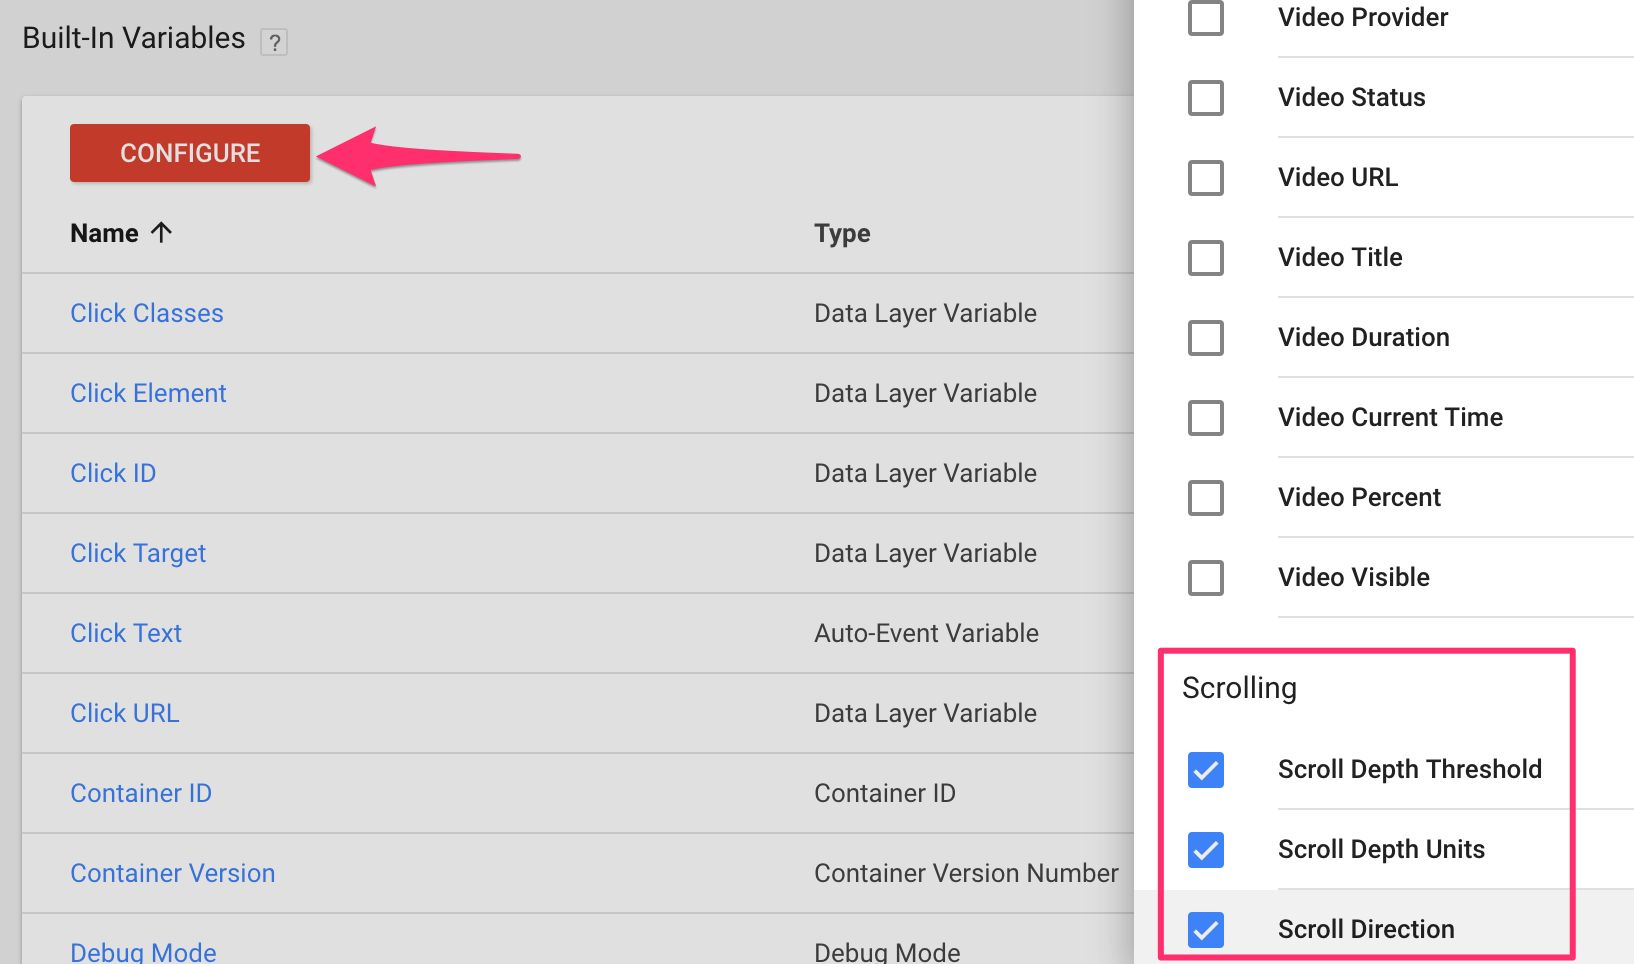 Built-In Variables ?
CONFIGURE
Name Type
Click Classes Data Layer Variable
Click Element Data Layer Variable
Click ID Data Layer Variable
Click Target Data Layer Variable
Click Text Auto-Event Variable
Click URL Data Layer Variable
Container ID Container ID
Container Version Container Version Number
Debug Mode Debug Mode
Video Provider
Video Status
Video URL
Video Title
Video Duration
Video Current Time
Video Percent
Video Visible
Scrolling
Scroll Depth Threshold
Scroll Depth Units
Scroll Direction